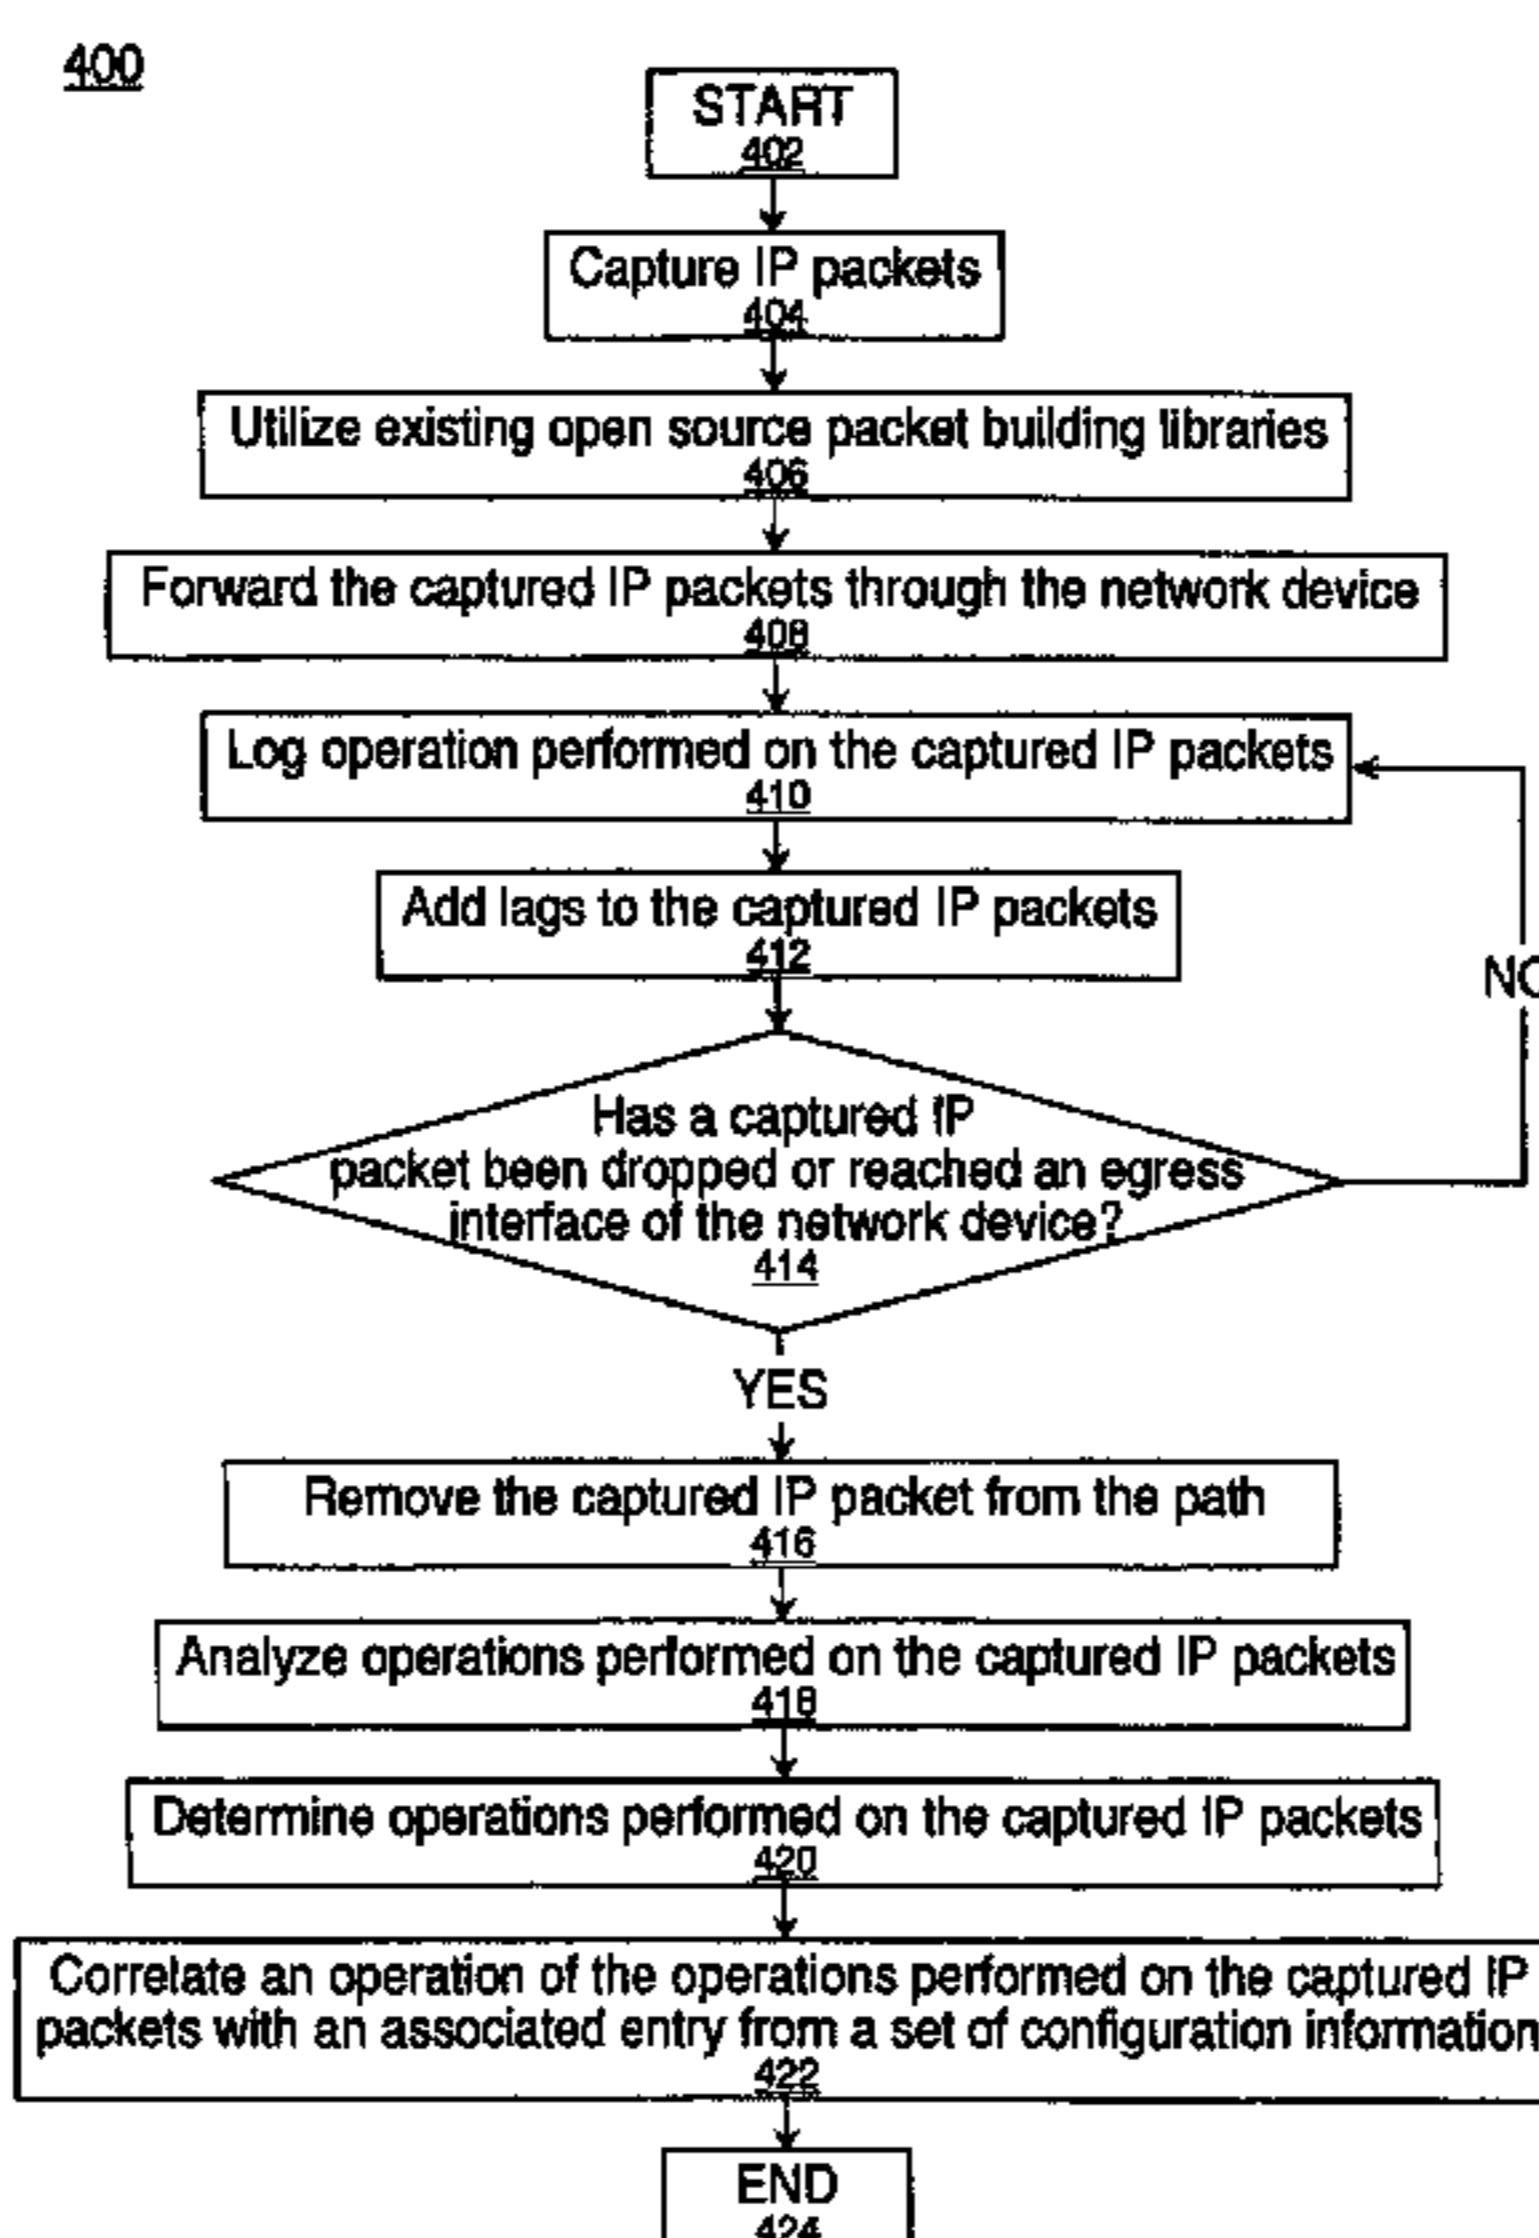 400
START
402
Capture IP packets
404
Utilize existing open source packet building libraries
406
Forward the captured IP packets through the network device
408
Log operation performed on the captured IP packets
410
Add lags to the captured IP packets
412
NO
Has a captured IP
packet been dropped or reached an egress
interface of the network device?
414
YES
Remove the captured IP packet from the path
416
Analyze operations performed on the captured IP packets
418
Determine operations performed on the captured IP packets
420
Correlate an operation of the operations performed on the captured IP
packets with an associated entry from a set of configuration information
422
END
424